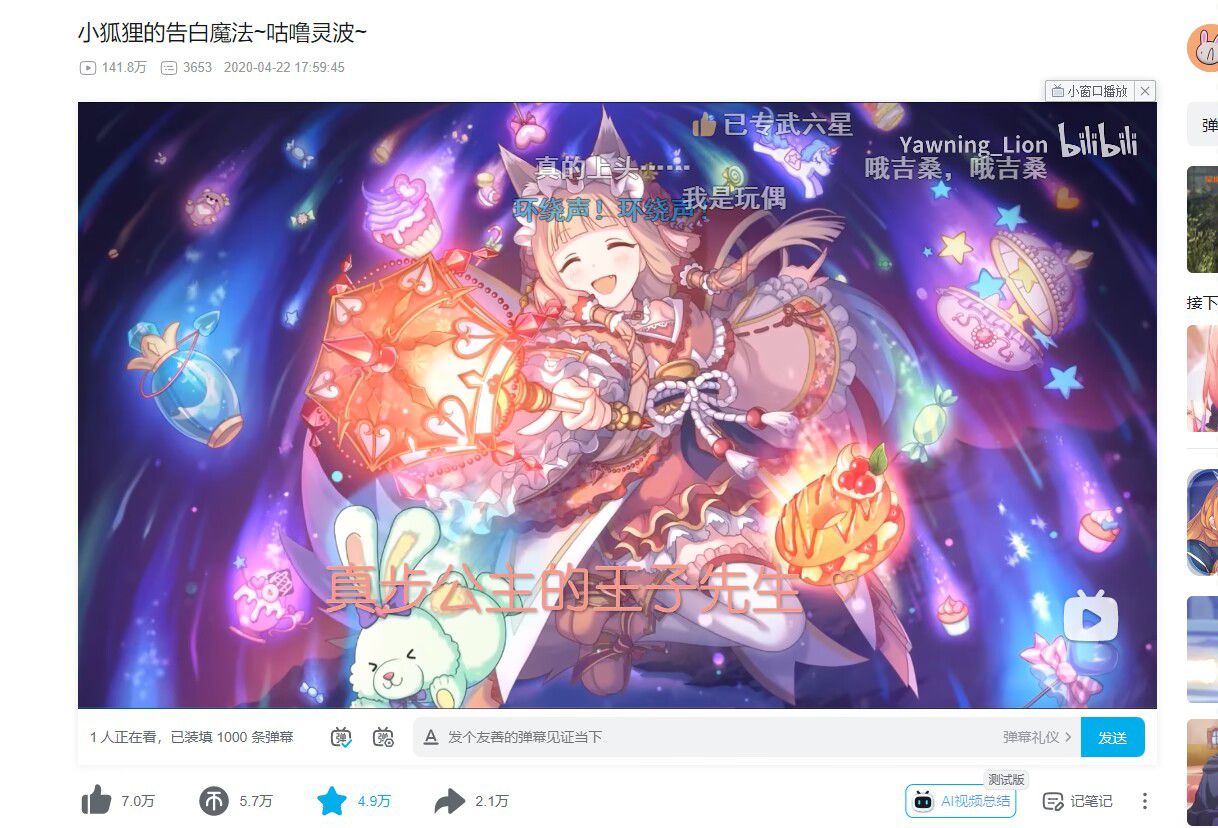 小狐狸的告白魔法~咕噜灵波~
141.8万 3653 2020-04-22 17:59:45
小窗口播放
已专武六星
Yawning_Lion bilibili
真的上头……
哦吉桑，哦吉桑
我是玩偶
环绕声！环绕声！
弹
接下
真步公主的王子先生
1 人正在看，已装填 1000 条弹幕
弹
弹
A 发个友善的弹幕见证当下
弹幕礼仪
发送
测试版
7.0万
5.7万
4.9万
2.1万
AI视频总结
记笔记